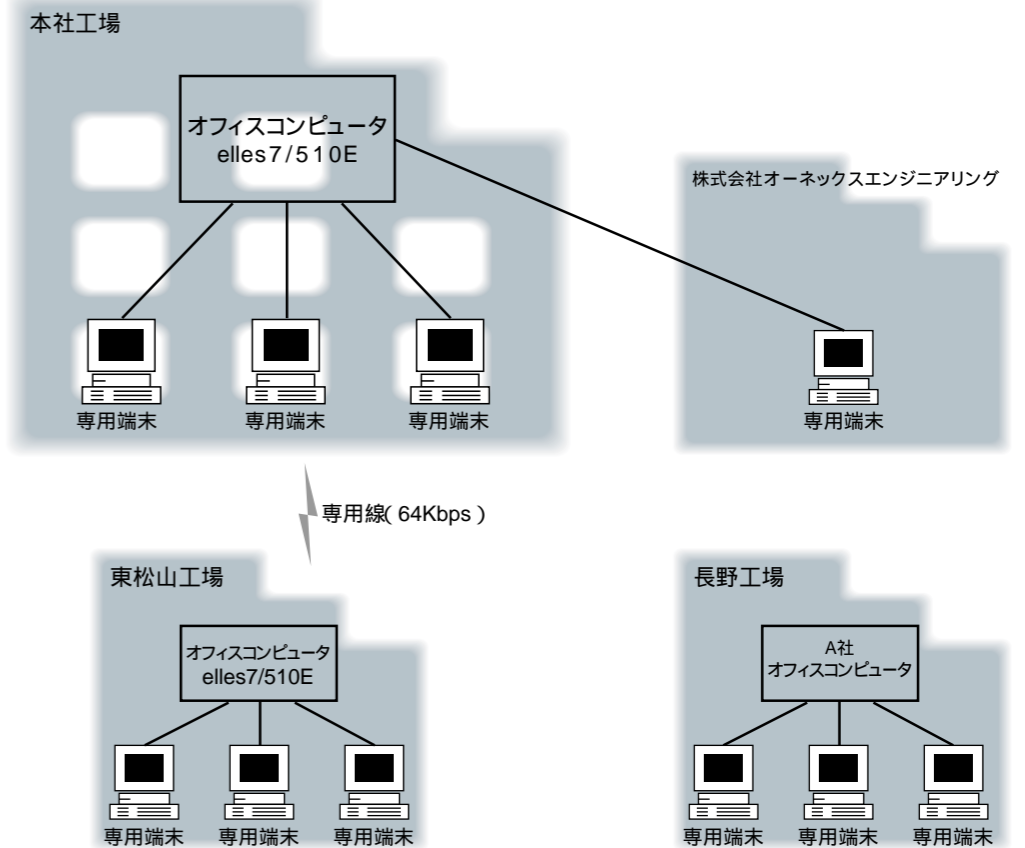 本社工場
オフィスコンピュータ
elles7/510E
専用端末
専用端末
専用端末
株式会社オーネックスエンジニアリング
専用端末
専用線(64Kbps)
東松山工場
オフィスコンピュータ
elles7/510E
専用端末
専用端末
専用端末
長野工場
A社
オフィスコンピュータ
専用端末
専用端末
専用端末